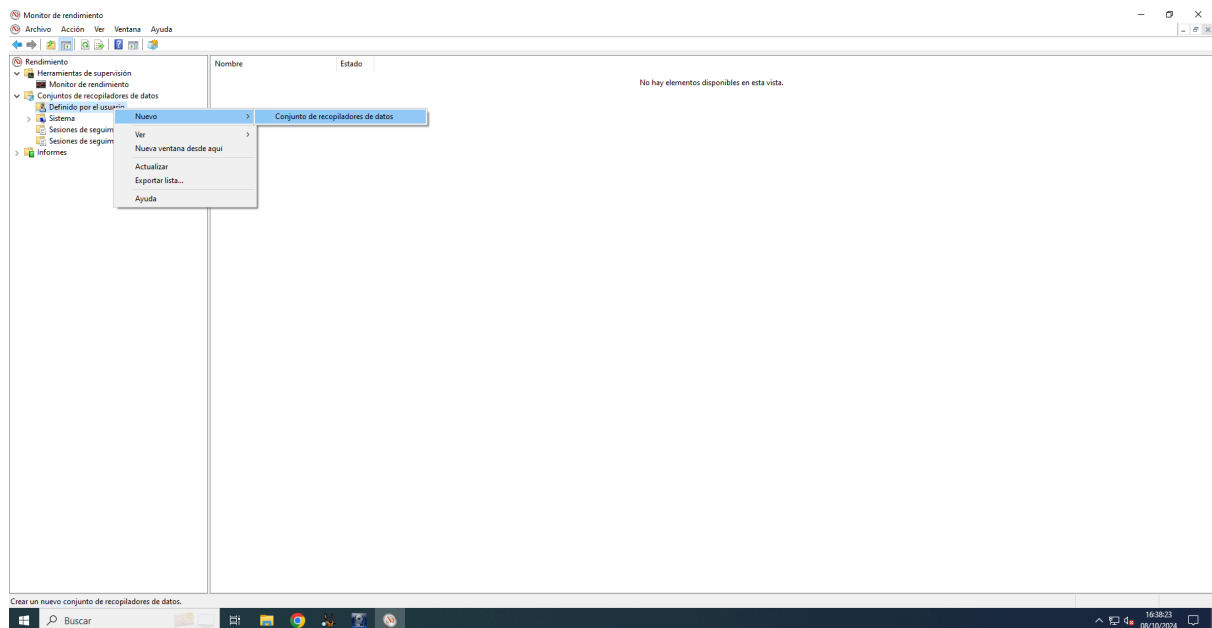 Monitor de rendimiento
Archivo Acción Ver Ventana Ayuda
Rendimiento
Herramientas de supervisión
Monitor de rendimiento
Conjuntos de recopiladores de datos
Definido por el usuario
Sistema
Sesiones de seguim
Sesiones de seguim
Informes
Nombre Estado
No hay elementos disponibles en esta vista.
Nuevo
Ver
Nueva ventana desde aquí
Actualizar
Exportar lista...
Ayuda
Conjunto de recopiladores de datos
Crear un nuevo conjunto de recopiladores de datos.
Buscar
16:38:23
08/10/2024